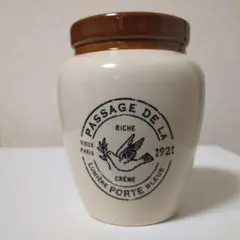 PASSAGE DE LA
RICHE
VIEUX
PARIS
1921
CRÈME
LUMIÈRE PORTE BLEUE